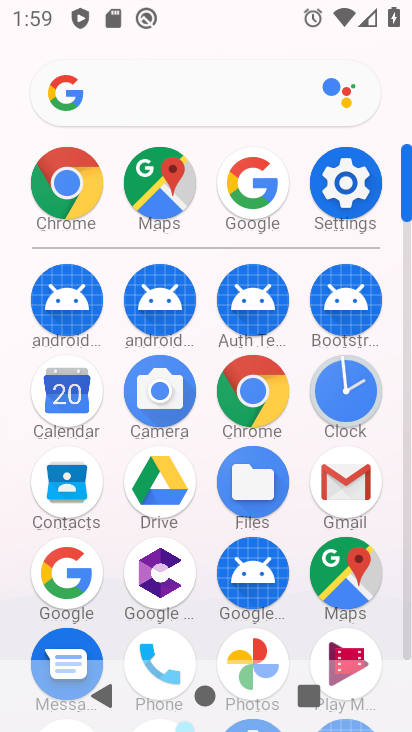 1:59
Chrome Maps Google Settings
android... android... Auth Te... Bootstr...
20
Calendar Camera Chrome Clock
Contacts Drive Files Gmail
Google Google ... Google... Maps
Messa... Phone Photos Play M...